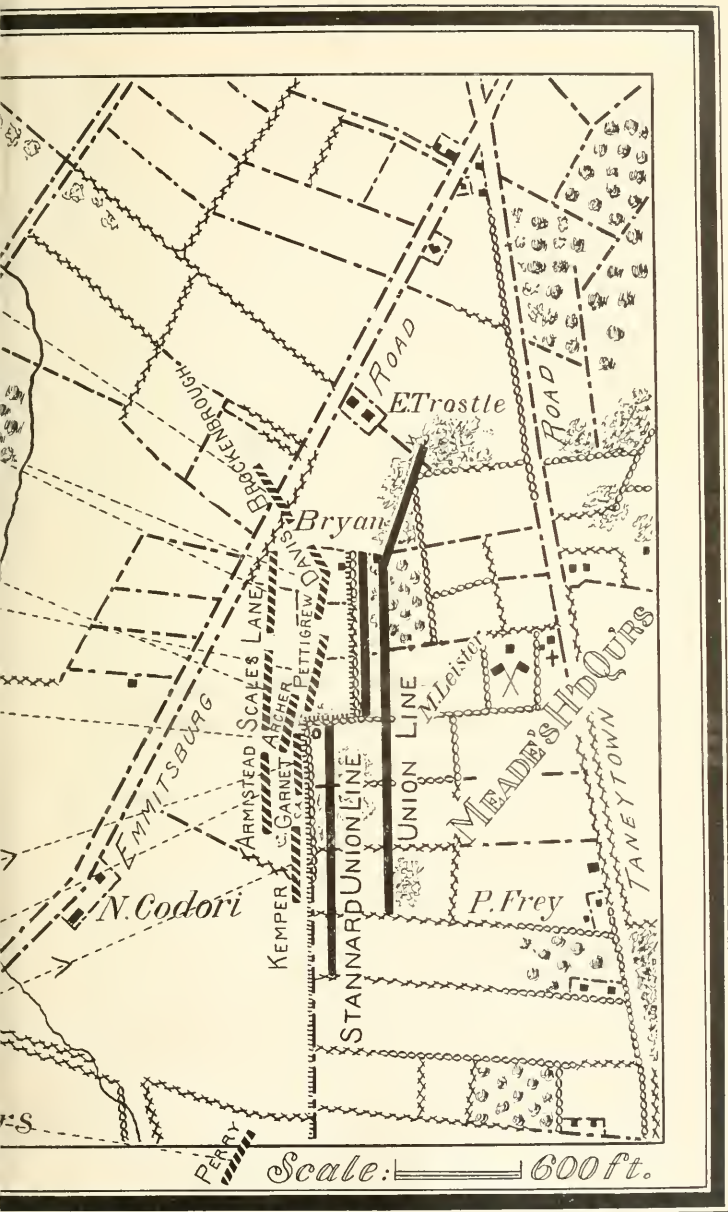 ROAD
E Trostle
ROAD
BROCKENBROUGH
Bryan
DAVIS
PETTIGREW
LANE
SCALES
ARCHER
ARMISTEAD
GARNET
KEMPER
M. Leister
UNION LINE
UNION LINE
STANNARD
MEADE'S H'D QU'RS
TANEYTOWN
EMMITSBURG
N. Codori
P. Frey
rs
PERRY
Scale: 600 ft.